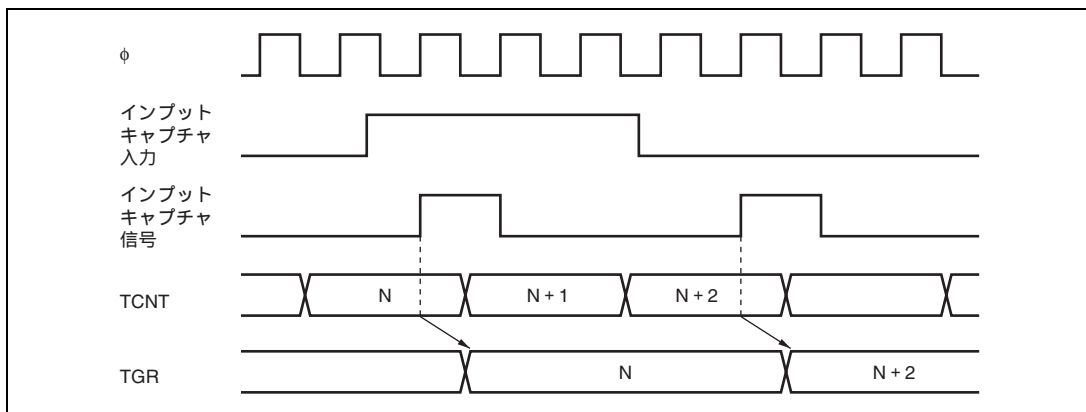 φ
インプット
キャプチャ
入力
インプット
キャプチャ
信号
TCNT
N
N + 1
N + 2
TGR
N
N + 2